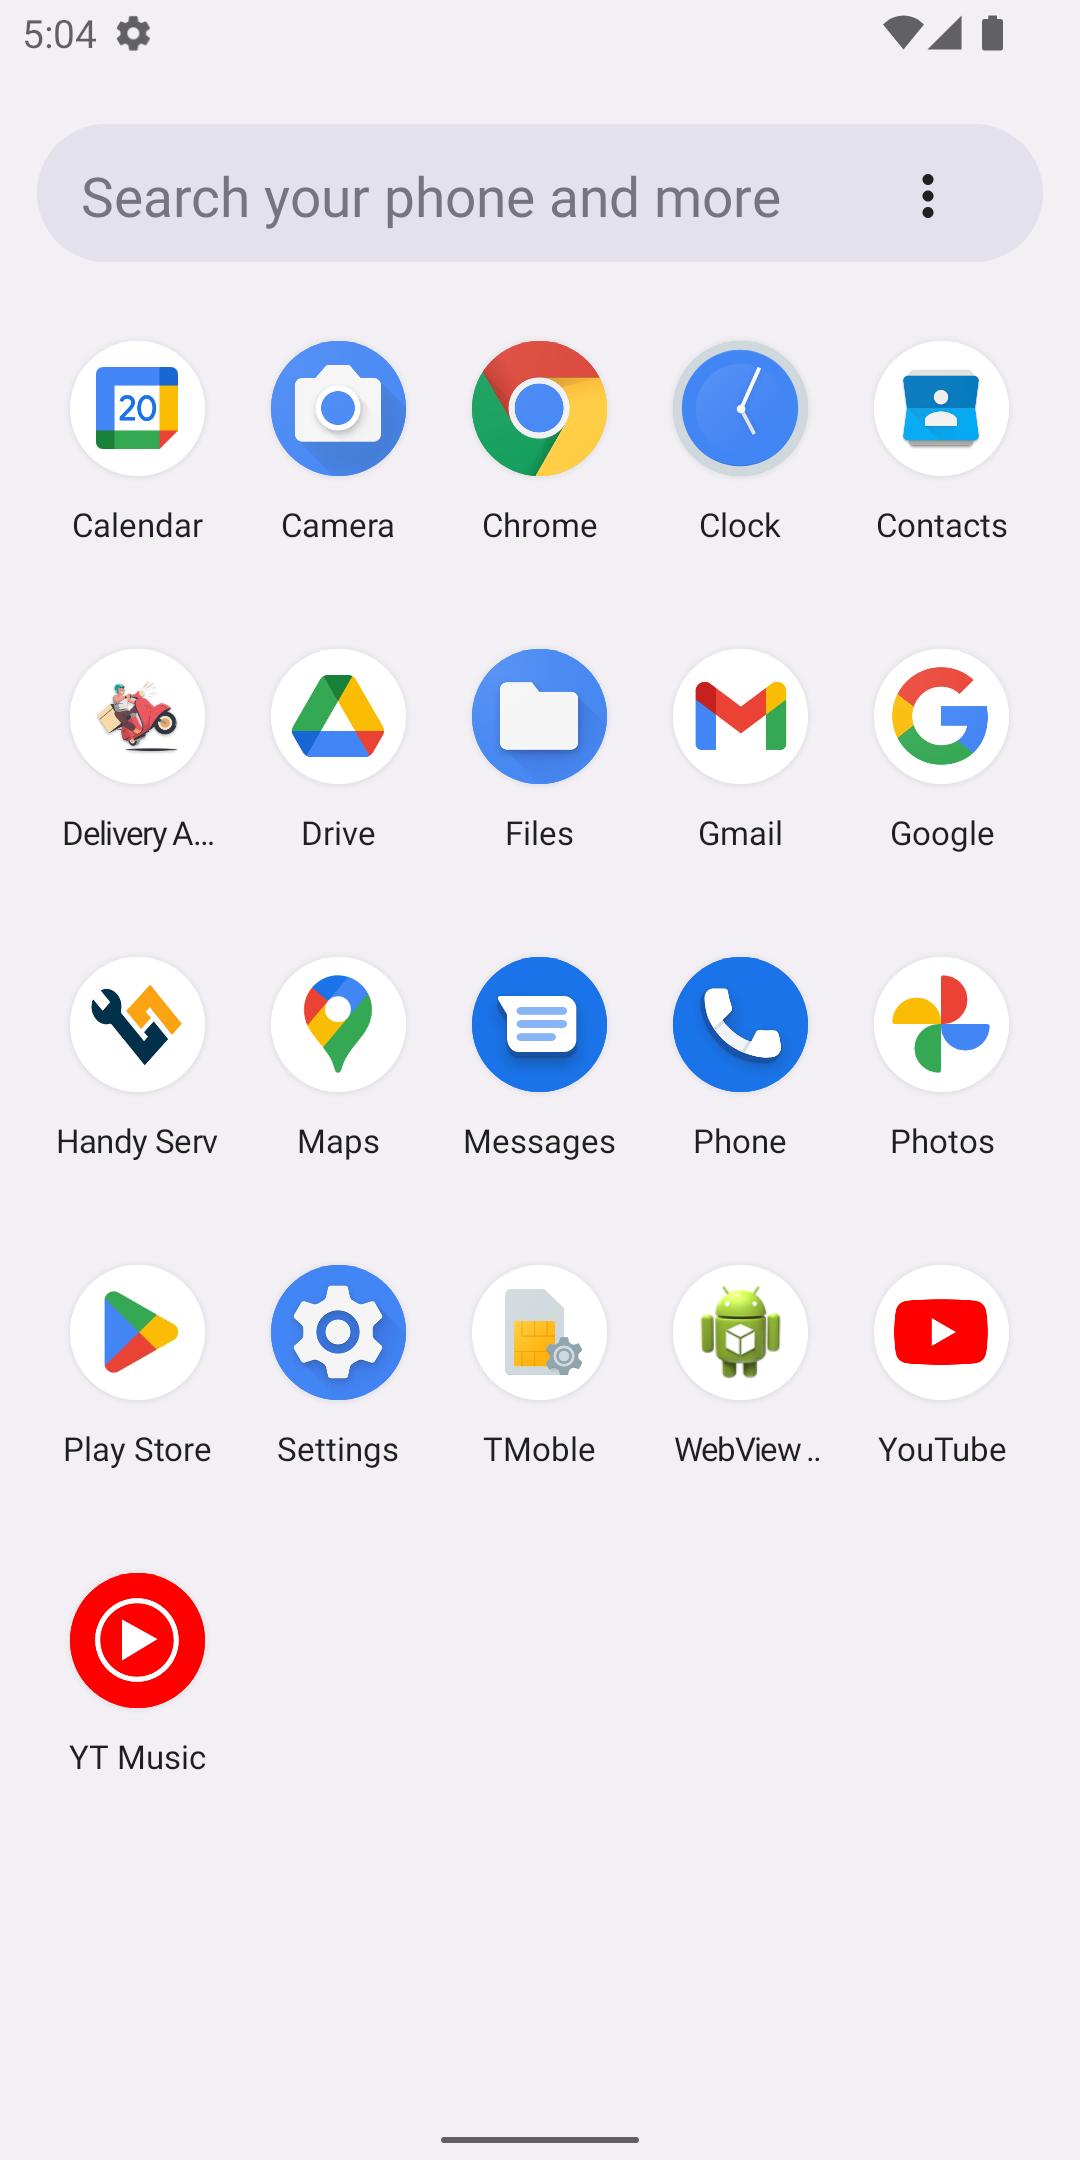 5:04
Search your phone and more
20
Calendar
Camera
Chrome
Clock
Contacts
Delivery A...
Drive
Files
Gmail
Google
Handy Serv
Maps
Messages
Phone
Photos
Play Store
Settings
TMoble
WebView ..
YouTube
YT Music